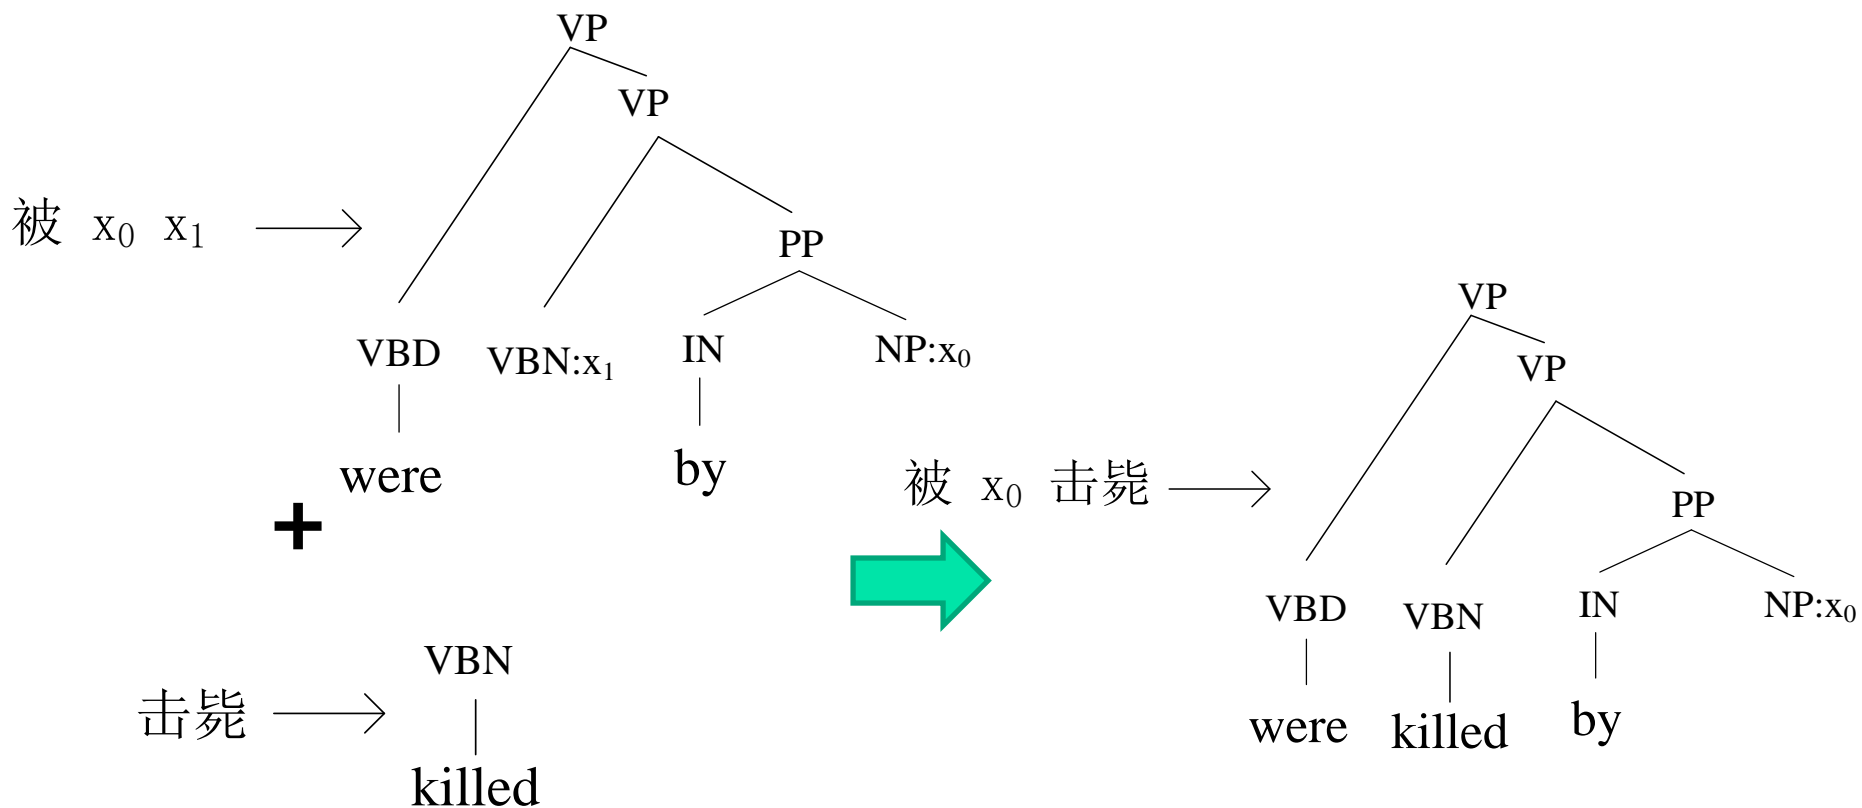 VP
VP
被 x₀ x₁
PP
VBD VBN:x₁ IN NP:x₀
were by
+
击毙
VBN
killed
VP
VP
被 x₀ 击毙
PP
VBD VBN IN NP:x₀
were killed by